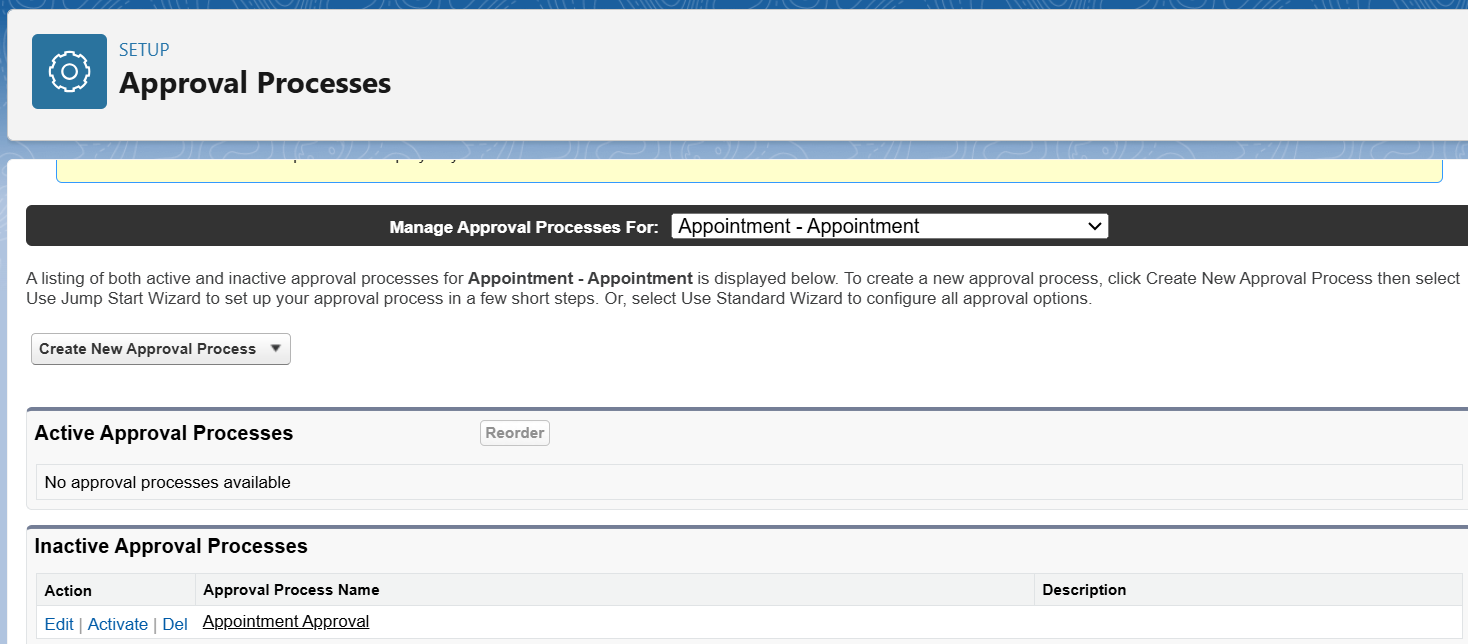 SETUP
Approval Processes
Manage Approval Processes For: Appointment - Appointment
A listing of both active and inactive approval processes for Appointment - Appointment is displayed below. To create a new approval process, click Create New Approval Process then select
Use Jump Start Wizard to set up your approval process in a few short steps. Or, select Use Standard Wizard to configure all approval options.
Create New Approval Process
Active Approval Processes Reorder
No approval processes available
Inactive Approval Processes
Action Approval Process Name Description
Edit | Activate | Del Appointment Approval